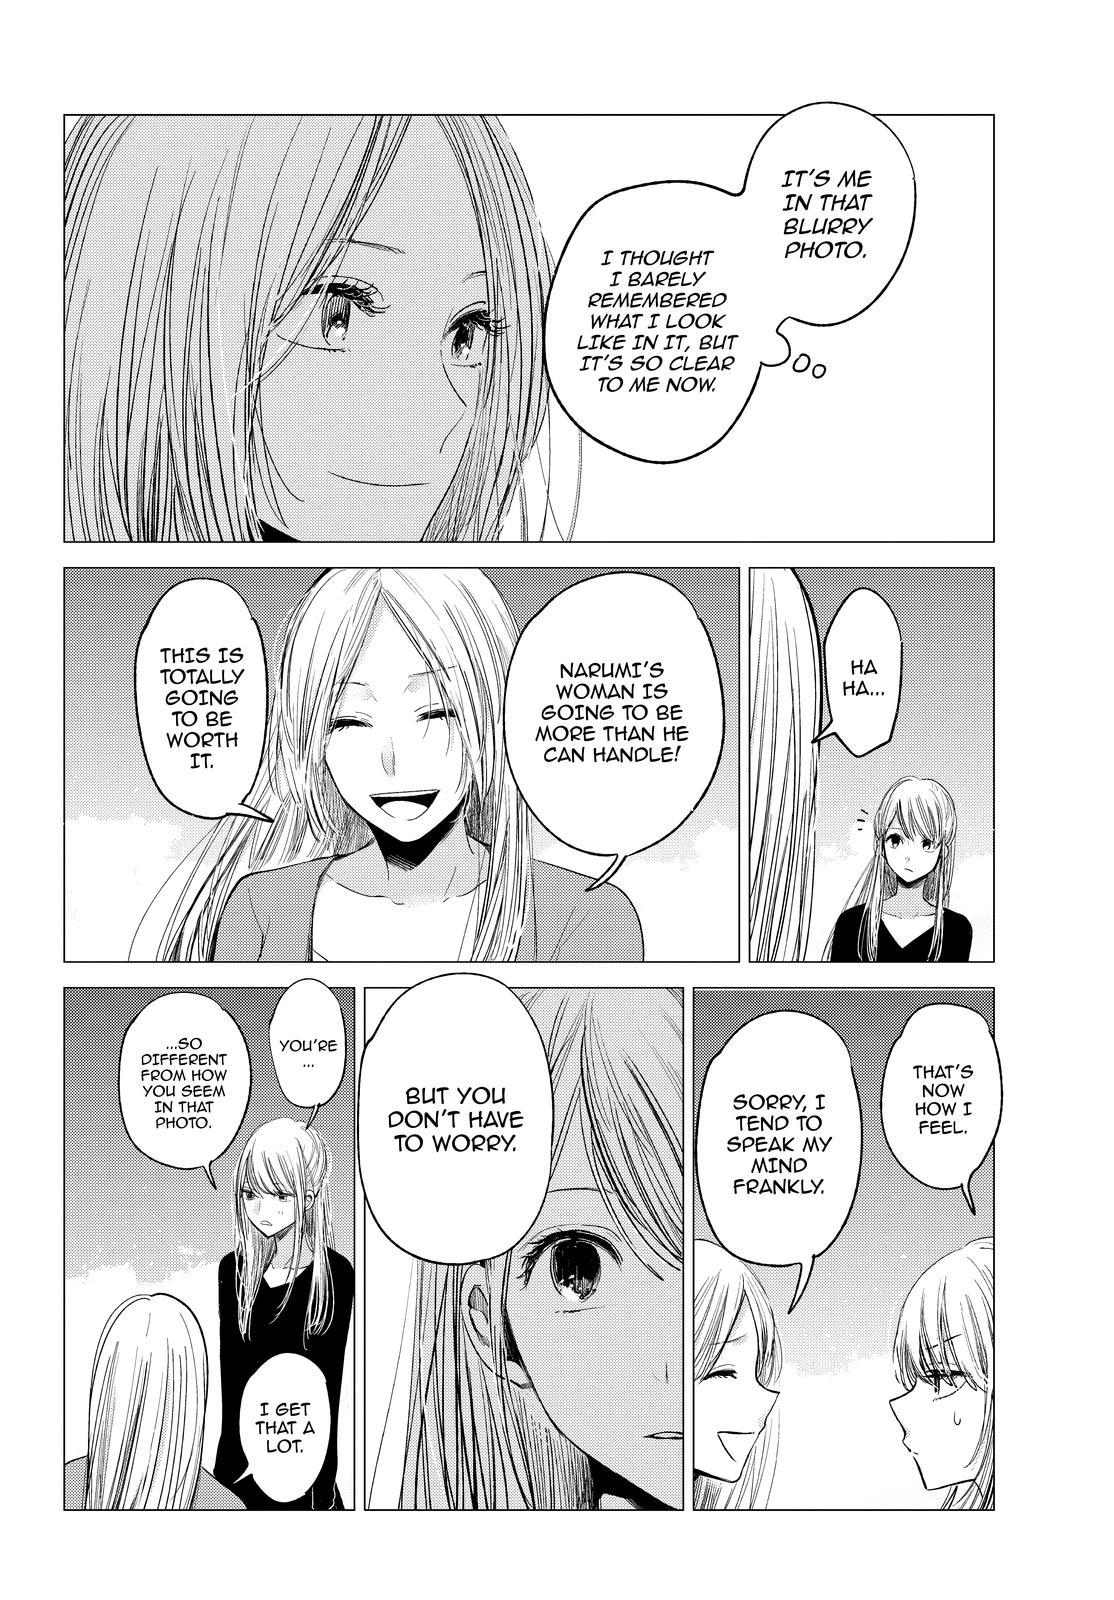 IT'S ME
IN THAT
BLURRY
PHOTO.
I THOUGHT
I BARELY
REMEMBERED
WHAT I LOOK
LIKE IN IT, BUT
IT'S SO CLEAR
TO ME NOW.
HA
HA...
NARUMI'S
WOMAN IS
GOING TO BE
MORE THAN HE
CAN HANDLE!
THIS IS
TOTALLY
GOING
TO BE
WORTH
IT.
THAT'S
NOW
HOW I
FEEL.
SORRY, I
TEND TO
SPEAK MY
MIND
FRANKLY.
BUT YOU
DON'T HAVE
TO WORRY.
YOU'RE
...
...SO
DIFFERENT
FROM HOW
YOU SEEM
IN THAT
PHOTO.
I GET
THAT A
LOT.